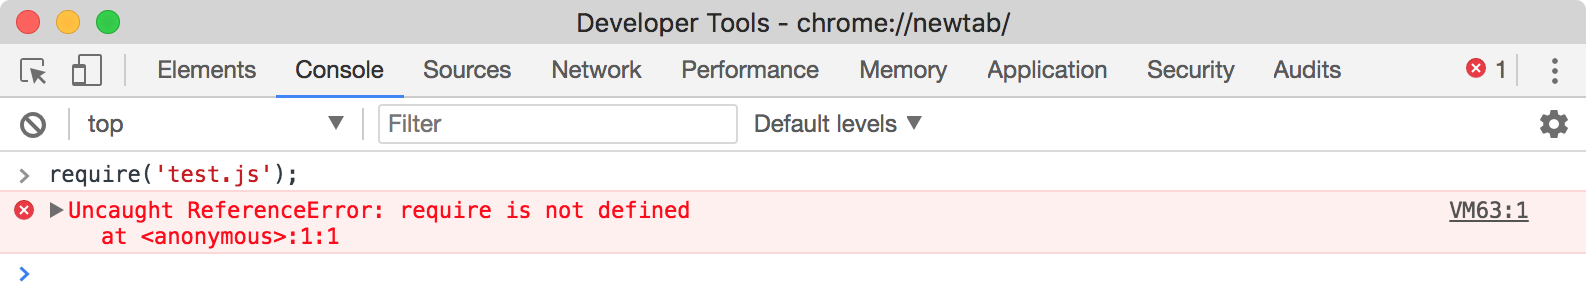 Developer Tools - chrome://newtab/
Elements Console Sources Network Performance Memory Application Security Audits 1
top Filter Default levels
require('test.js');
Uncaught ReferenceError: require is not defined VM63:1
at <anonymous>:1:1